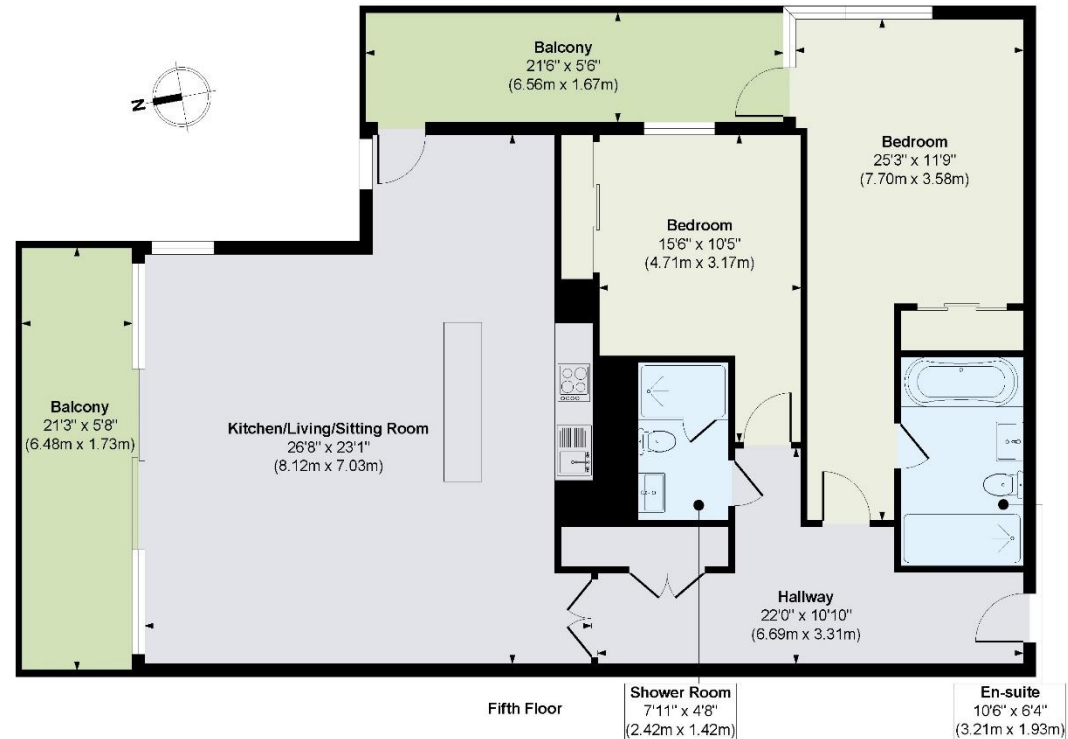 Balcony
21'6" x 5'6"
(6.56m x 1.67m)
N
Bedroom
25'3" x 11'9"
(7.70m x 3.58m)
Bedroom
15'6" x 10'5"
(4.71m x 3.17m)
Balcony
21'3" x 5'8"
(6.48m x 1.73m)
Kitchen/Living/Sitting Room
26'8" x 23'1"
(8.12m x 7.03m)
Hallway
22'0" x 10'10"
(6.69m x 3.31m)
Fifth Floor
Shower Room
7'11" x 4'8"
(2.42m x 1.42m)
En-suite
10'6" x 6'4"
(3.21m x 1.93m)